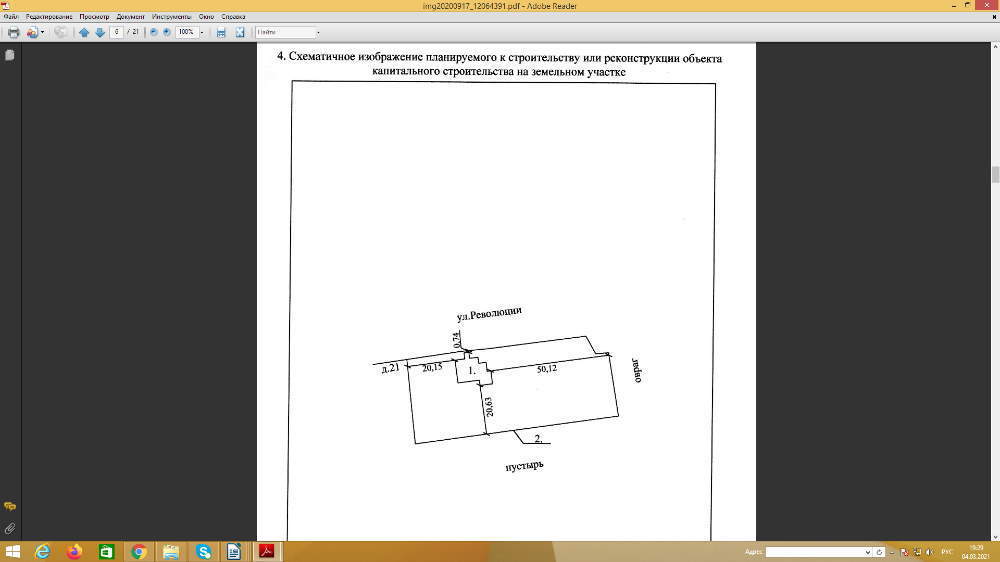 img20200917_12064391.pdf - Adobe Reader
Файл Редактирование Просмотр Документ Инструменты Окно Справка
6 / 21 100% Найти
4. Схематичное изображение планируемого к строительству или реконструкции объекта
капитального строительства на земельном участке
ул.Революции
0,74
д.21
20,15
1.
50,12
овраг
20,63
2.
пустырь
Адрес
РУС
19:29
04.03.2021